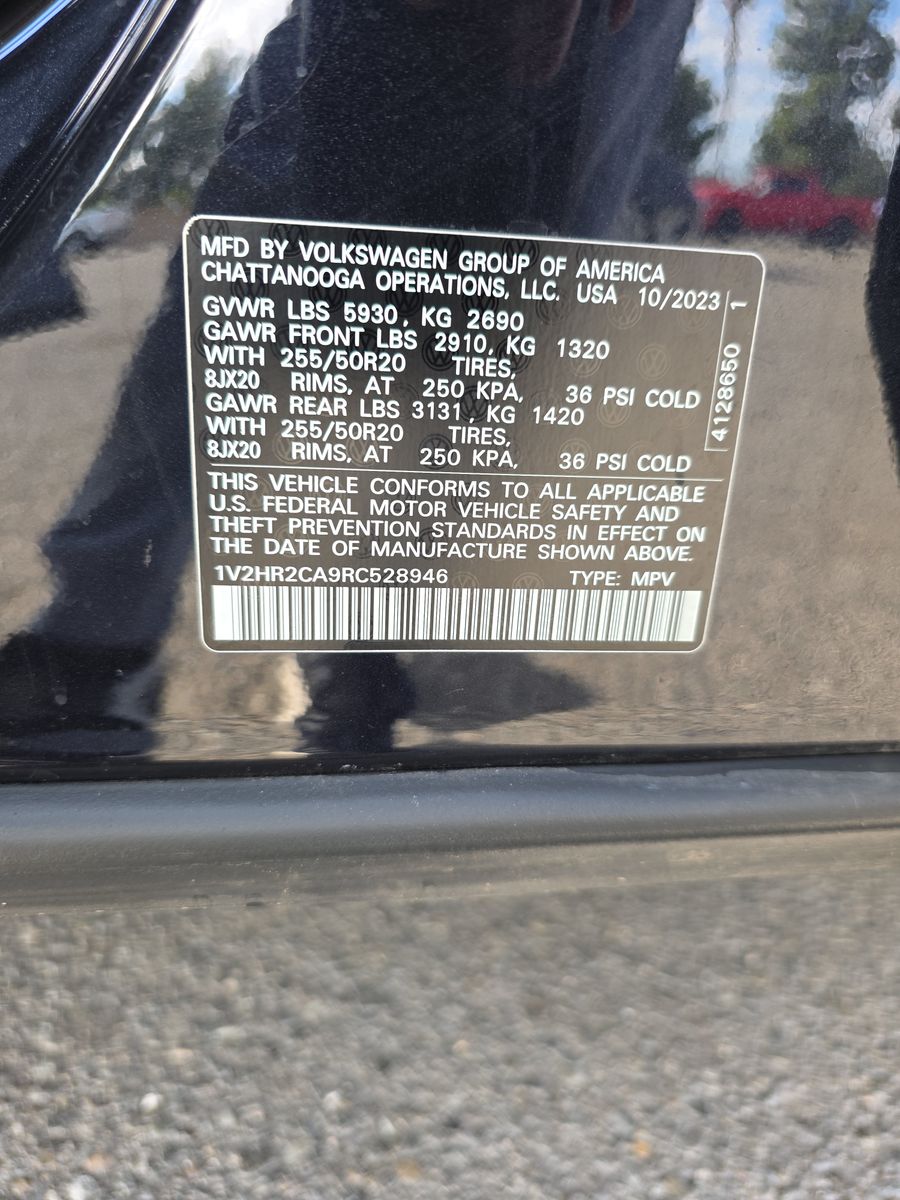 MFD BY VOLKSWAGEN GROUP OF AMERICA
CHATTANOOGA OPERATIONS, LLC. USA 10/2023
GVWR LBS 5930, KG 2690
GAWR FRONT LBS 2910, KG 1320
WITH 255/50R20 TIRES,
8JX20 RIMS, AT 250 KPA, 36 PSI COLD
GAWR REAR LBS 3131, KG 1420
WITH 255/50R20 TIRES,
8JX20 RIMS, AT 250 KPA, 36 PSI COLD
4128650 1
THIS VEHICLE CONFORMS TO ALL APPLICABLE
U.S. FEDERAL MOTOR VEHICLE SAFETY AND
THEFT PREVENTION STANDARDS IN EFFECT ON
THE DATE OF MANUFACTURE SHOWN ABOVE.
1V2HR2CA9RC528946 TYPE: MPV